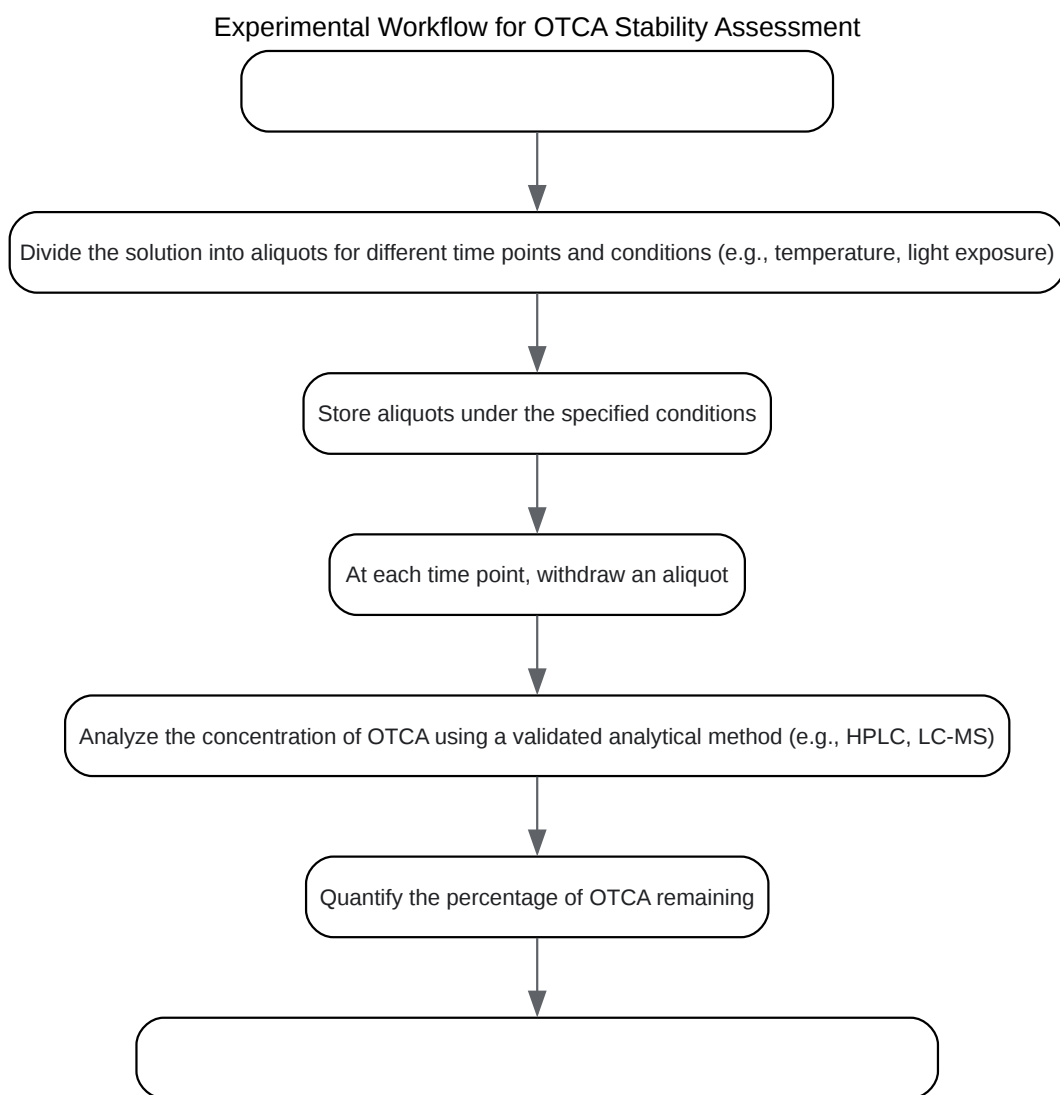 Experimental Workflow for OTCA Stability Assessment
Divide the solution into aliquots for different time points and conditions (e.g., temperature, light exposure)
Store aliquots under the specified conditions
At each time point, withdraw an aliquot
Analyze the concentration of OTCA using a validated analytical method (e.g., HPLC, LC-MS)
Quantify the percentage of OTCA remaining